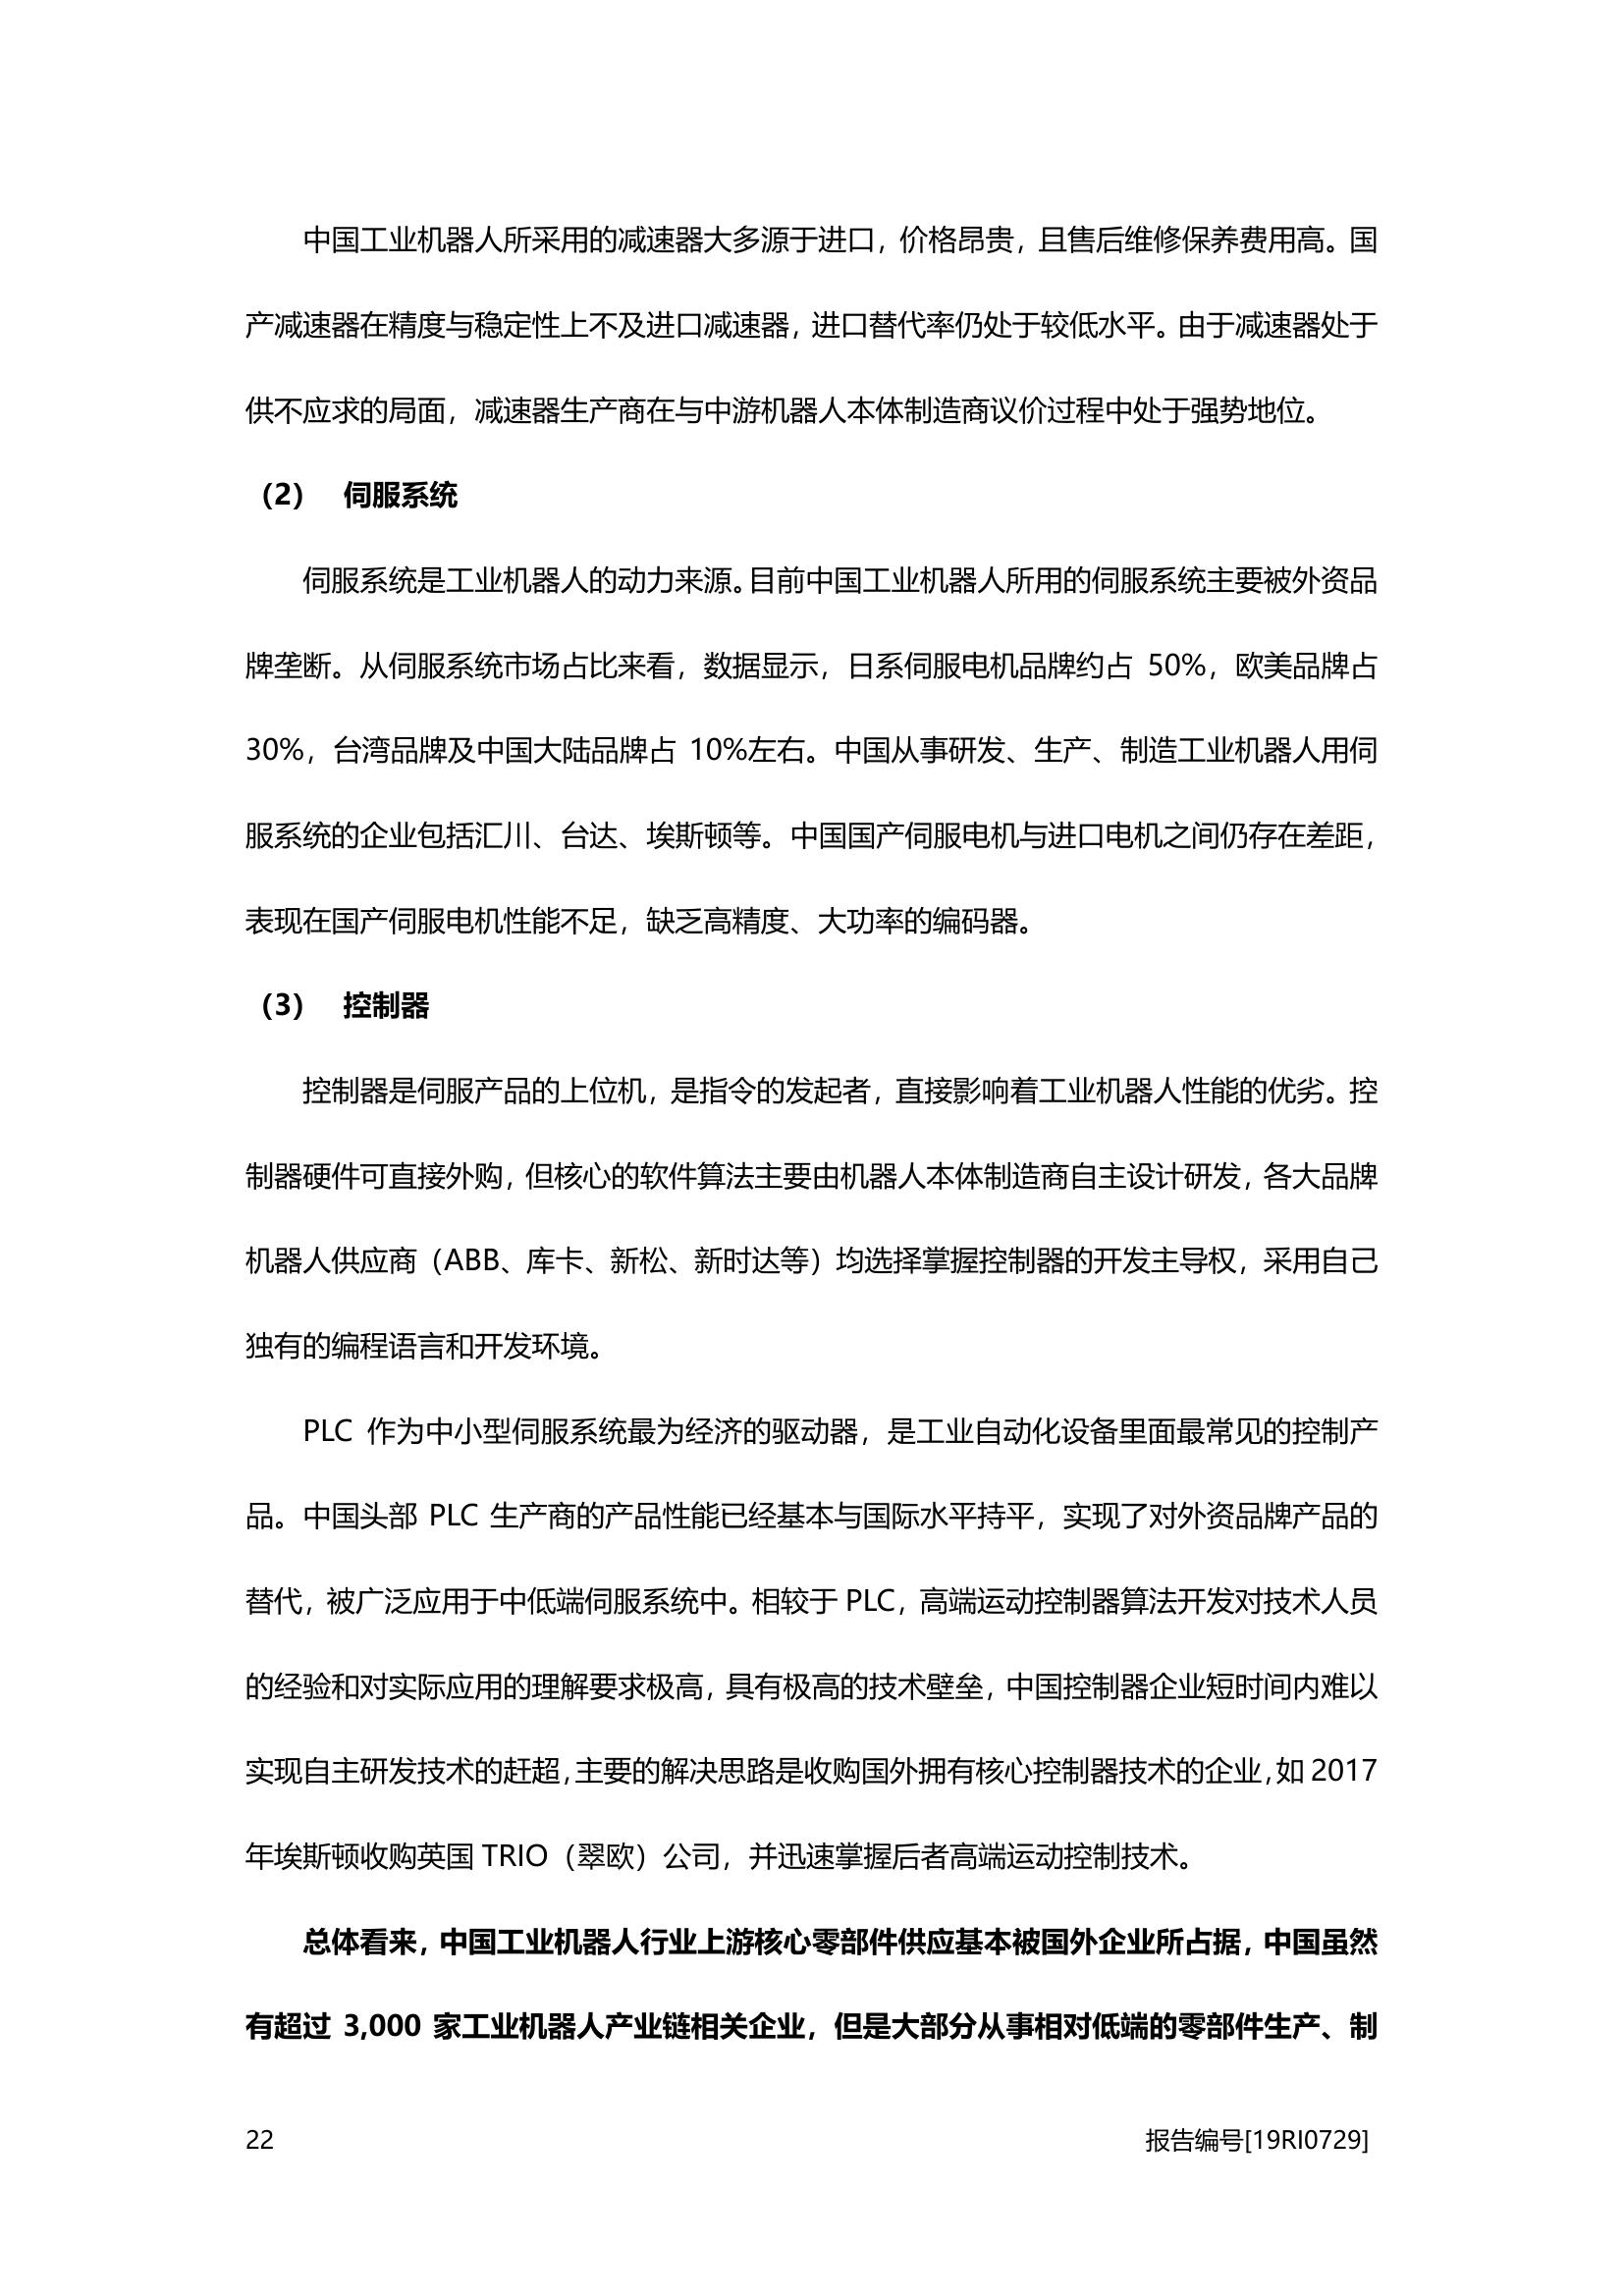 中国工业机器人所采用的减速器大多源于进口，价格昂贵，且售后维修保养费用高。国
产减速器在精度与稳定性上不及进口减速器，进口替代率仍处于较低水平。由于减速器处于
供不应求的局面，减速器生产商在与中游机器人本体制造商议价过程中处于强势地位。
（2） 伺服系统
伺服系统是工业机器人的动力来源。目前中国工业机器人所用的伺服系统主要被外资品
牌垄断。从伺服系统市场占比来看，数据显示，日系伺服电机品牌约占 50%，欧美品牌占
30%，台湾品牌及中国大陆品牌占 10%左右。中国从事研发、生产、制造工业机器人用伺
服系统的企业包括汇川、台达、埃斯顿等。中国国产伺服电机与进口电机之间仍存在差距，
表现在国产伺服电机性能不足，缺乏高精度、大功率的编码器。
（3） 控制器
控制器是伺服产品的上位机，是指令的发起者，直接影响着工业机器人性能的优劣。控
制器硬件可直接外购，但核心的软件算法主要由机器人本体制造商自主设计研发，各大品牌
机器人供应商（ABB、库卡、新松、新时达等）均选择掌握控制器的开发主导权，采用自己
独有的编程语言和开发环境。
PLC 作为中小型伺服系统最为经济的驱动器，是工业自动化设备里面最常见的控制产
品。中国头部 PLC 生产商的产品性能已经基本与国际水平持平，实现了对外资品牌产品的
替代，被广泛应用于中低端伺服系统中。相较于 PLC，高端运动控制器算法开发对技术人员
的经验和对实际应用的理解要求极高，具有极高的技术壁垒，中国控制器企业短时间内难以
实现自主研发技术的赶超，主要的解决思路是收购国外拥有核心控制器技术的企业，如 2017
年埃斯顿收购英国 TRIO（翠欧）公司，并迅速掌握后者高端运动控制技术。
总体看来，中国工业机器人行业上游核心零部件供应基本被国外企业所占据，中国虽然
有超过 3,000 家工业机器人产业链相关企业，但是大部分从事相对低端的零部件生产、制
22 报告编号[19RI0729]